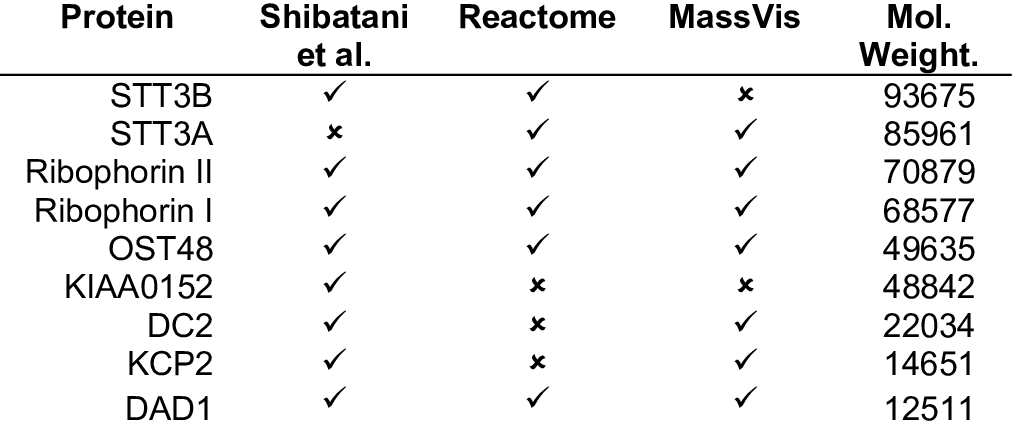 Protein Shibatani et al. Reactome MassVis Mol. Weight.
STT3B ✓ ✓ ✘ 93675
STT3A ✘ ✓ ✓ 85961
Ribophorin II ✓ ✓ ✓ 70879
Ribophorin I ✓ ✓ ✓ 68577
OST48 ✓ ✓ ✓ 49635
KIAA0152 ✓ ✘ ✘ 48842
DC2 ✓ ✘ ✓ 22034
KCP2 ✓ ✘ ✓ 14651
DAD1 ✓ ✓ ✓ 12511